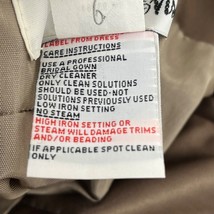 6
LABEL FROM DRESS
CARE INSTRUCTIONS
USE A PROFESSIONAL
BRIDAL GOWN
DRY CLEANER
ONLY CLEAN SOLUTIONS
SHOULD BE USED-NOT
SOLUTIONS PREVIOUSLY USED
LOW IRON SETTING
NO STEAM
HIGH IRON SETTING OR
STEAM WILL DAMAGE TRIMS
AND/OR BEADING
IF APPLICABLE SPOT CLEAN
ONLY